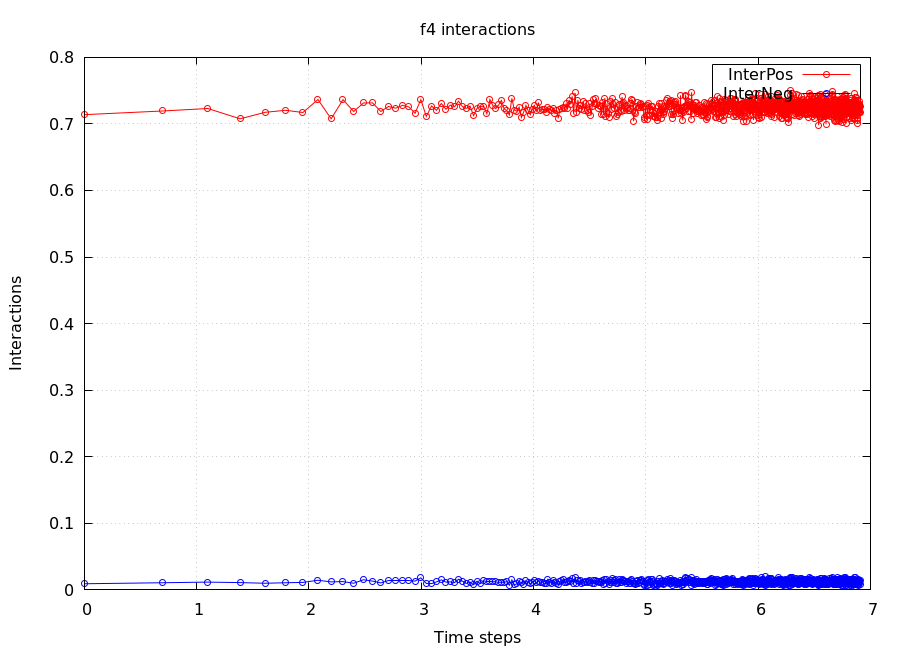 f4 interactions
InterPos
InterNeg
0.8
0.7
0.6
0.5
0.4
0.3
0.2
0.1
0
Interactions
0 1 2 3 4 5 6 7
Time steps